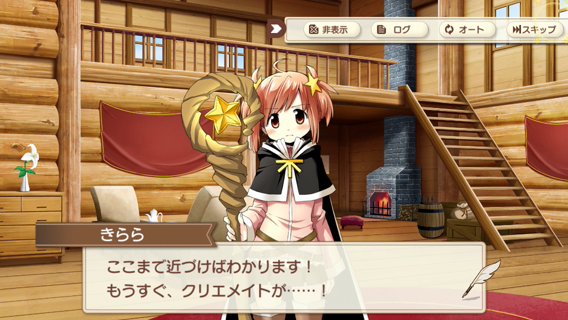 非表示
ログ
オート
スキップ
きらら
ここまで近づけばわかります！
もうすぐ、クリエメイトが……！